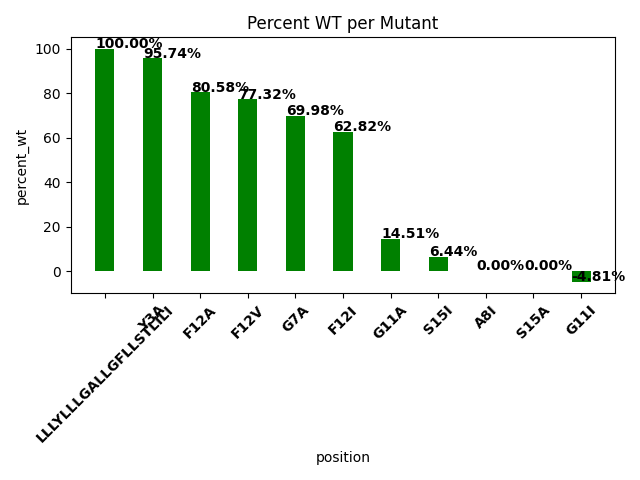 Percent WT per Mutant
percent_wt
100
80
60
40
20
0
100.00%
95.74%
80.58%
77.32%
69.98%
62.82%
14.51%
6.44%
0.00%
0.00%
-4.81%
LLLYLLLGALLGFLLSTLILI
Y3A
F12A
F12V
G7A
F12I
G11A
S15I
A8I
S15A
G11I
position